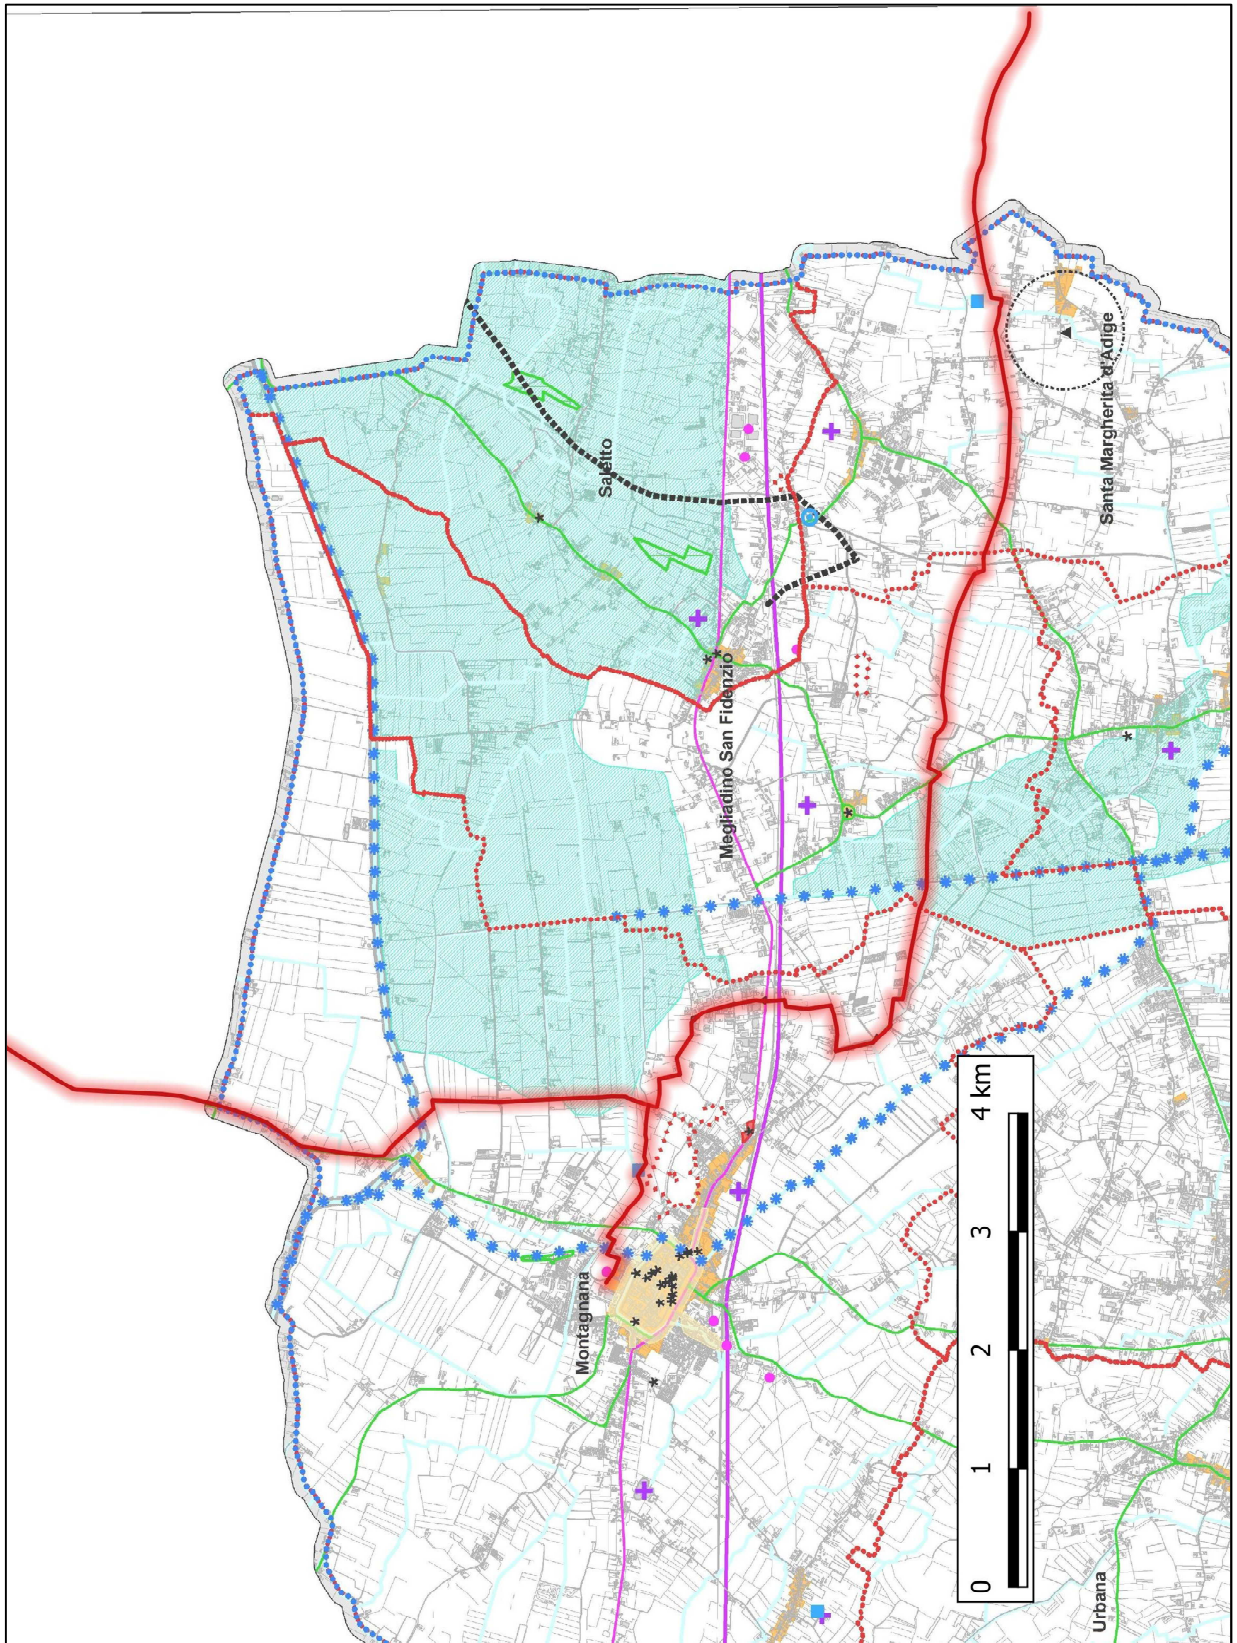 Saletto
Megliadino San Fidenzio
Santa Margherita d'Adige
Montagnana
Urbana
0 1 2 3 4 km